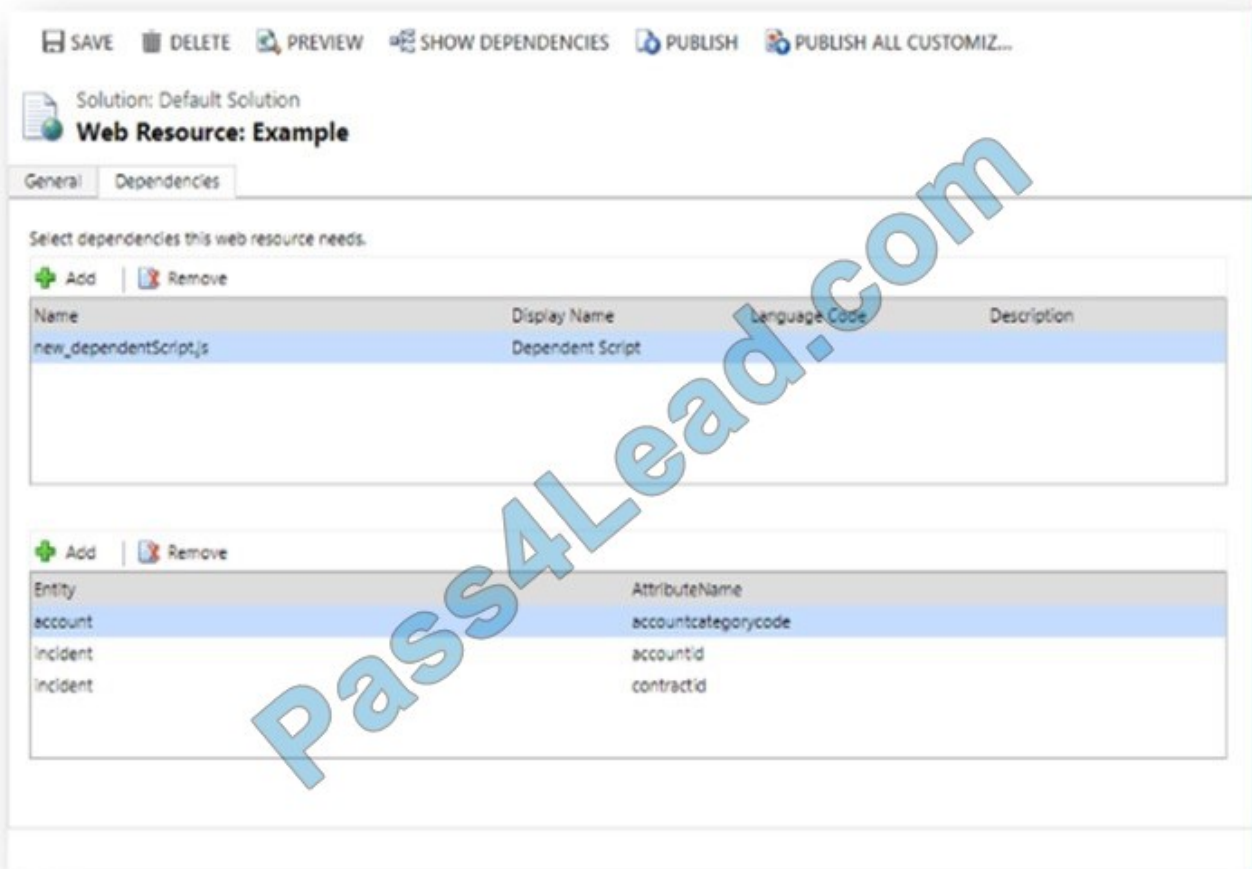 SAVE DELETE PREVIEW SHOW DEPENDENCIES PUBLISH PUBLISH ALL CUSTOMIZ...
Solution: Default Solution
Web Resource: Example
General Dependencies
Select dependencies this web resource needs.
Add Remove
Name Display Name Language Code Description
new_dependentScript.js Dependent Script
Add Remove
Entity AttributeName
account accountcategorycode
incident accountid
incident contractid
Pass4Lead.com